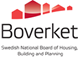 Boverket
Swedish National Board of Housing,
Building and Planning